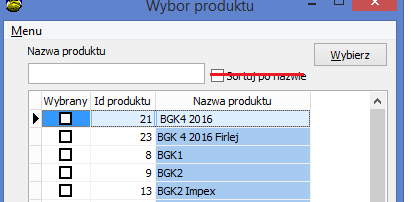 Wybor produktu
Menu
Nazwa produktu
Sortuj po nazwie
Wybierz
Wybrany Id produktu Nazwa produktu
21 BGK4 2016
23 BGK 4 2016 Firlej
8 BGK1
9 BGK2
13 BGK2 Impex